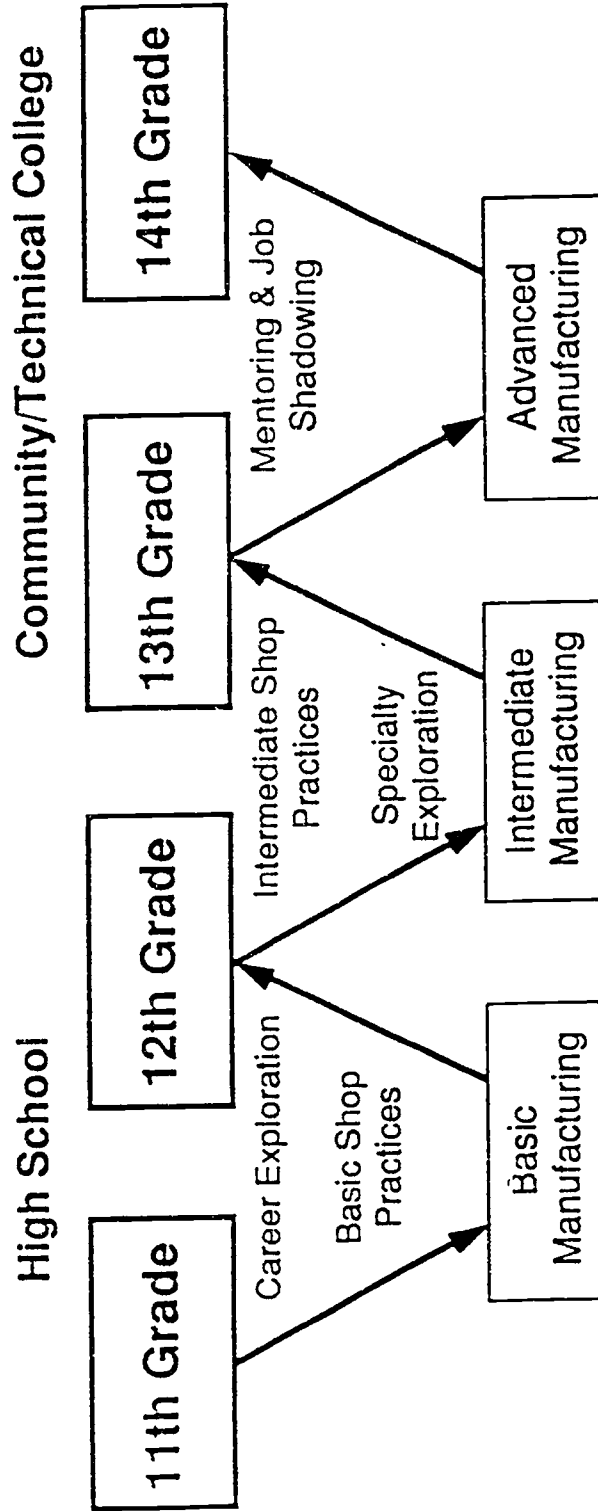 High School
Community/Technical College
11th Grade
12th Grade
13th Grade
14th Grade
Career Exploration
Basic Shop
Practices
Intermediate Shop
Practices
Specialty
Exploration
Mentoring & Job
Shadowing
Basic
Manufacturing
Intermediate
Manufacturing
Advanced
Manufacturing